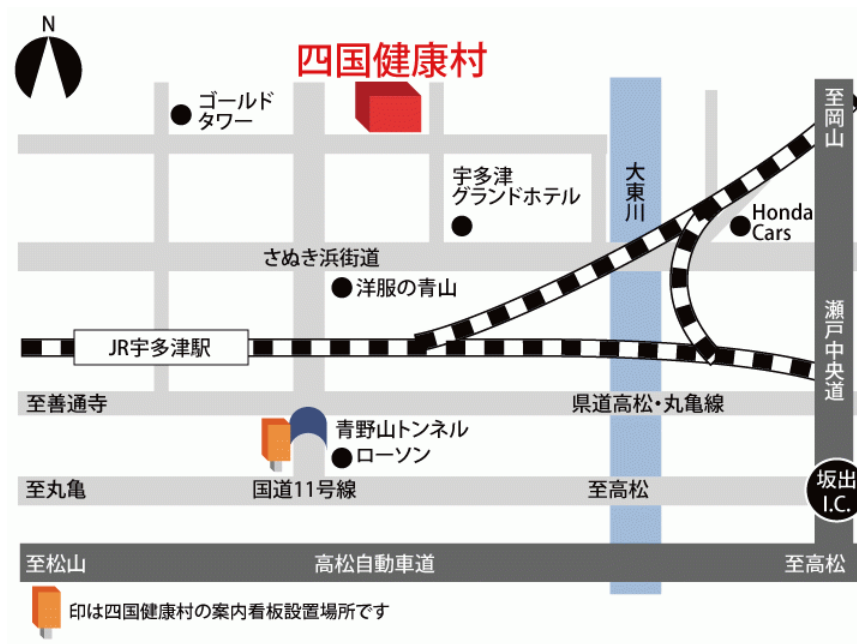 N
四国健康村
ゴールド
タワー
至岡山
宇多津
グランドホテル
大東川
Honda
Cars
さぬき浜街道
洋服の青山
瀬戸中央道
JR宇多津駅
至善通寺
県道高松・丸亀線
青野山トンネル
ローソン
坂出
I.C.
至丸亀
国道11号線
至高松
至松山
高松自動車道
至高松
印は四国健康村の案内看板設置場所です